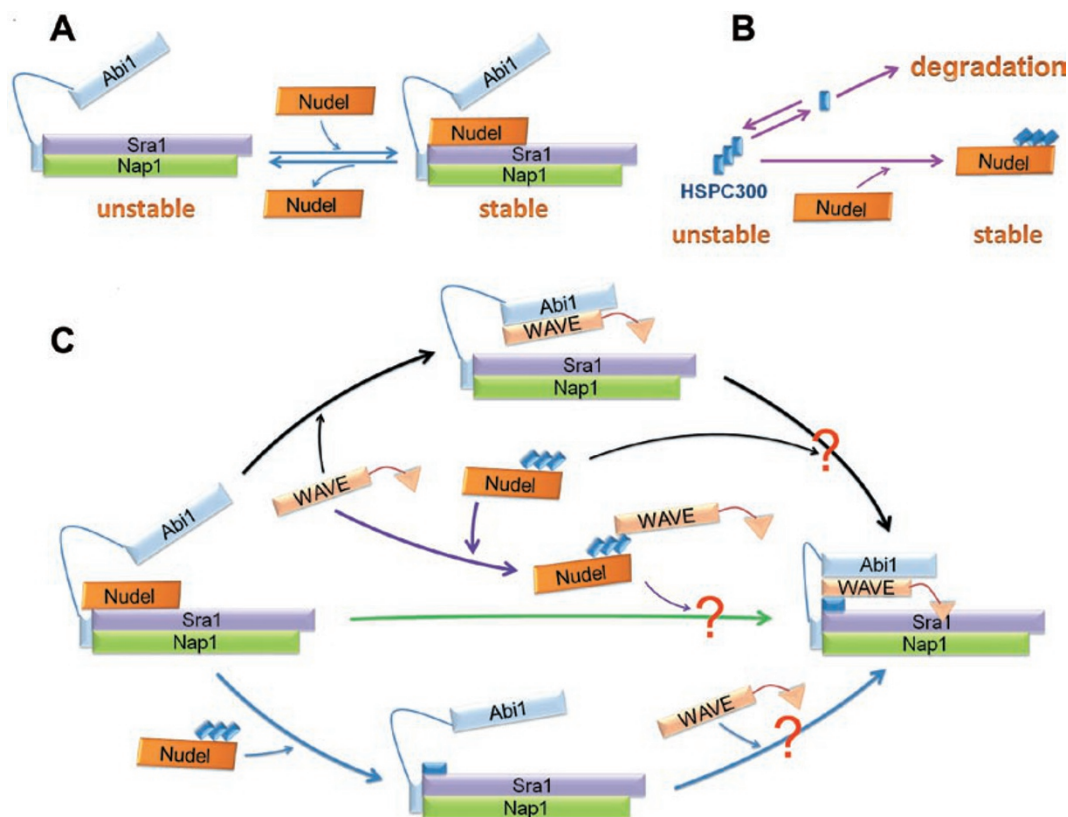 A
Abi1
Nudel
Sra1
Nap1
unstable
Nudel
Abi1
Nudel
Sra1
Nap1
stable
B
degradation
HSPC300
unstable
Nudel
Nudel
stable
C
Abi1
WAVE
Sra1
Nap1
WAVE
Nudel
?
WAVE
Nudel
?
Abi1
Nudel
Sra1
Nap1
Abi1
WAVE
Sra1
Nap1
Nudel
Abi1
Sra1
Nap1
WAVE
?